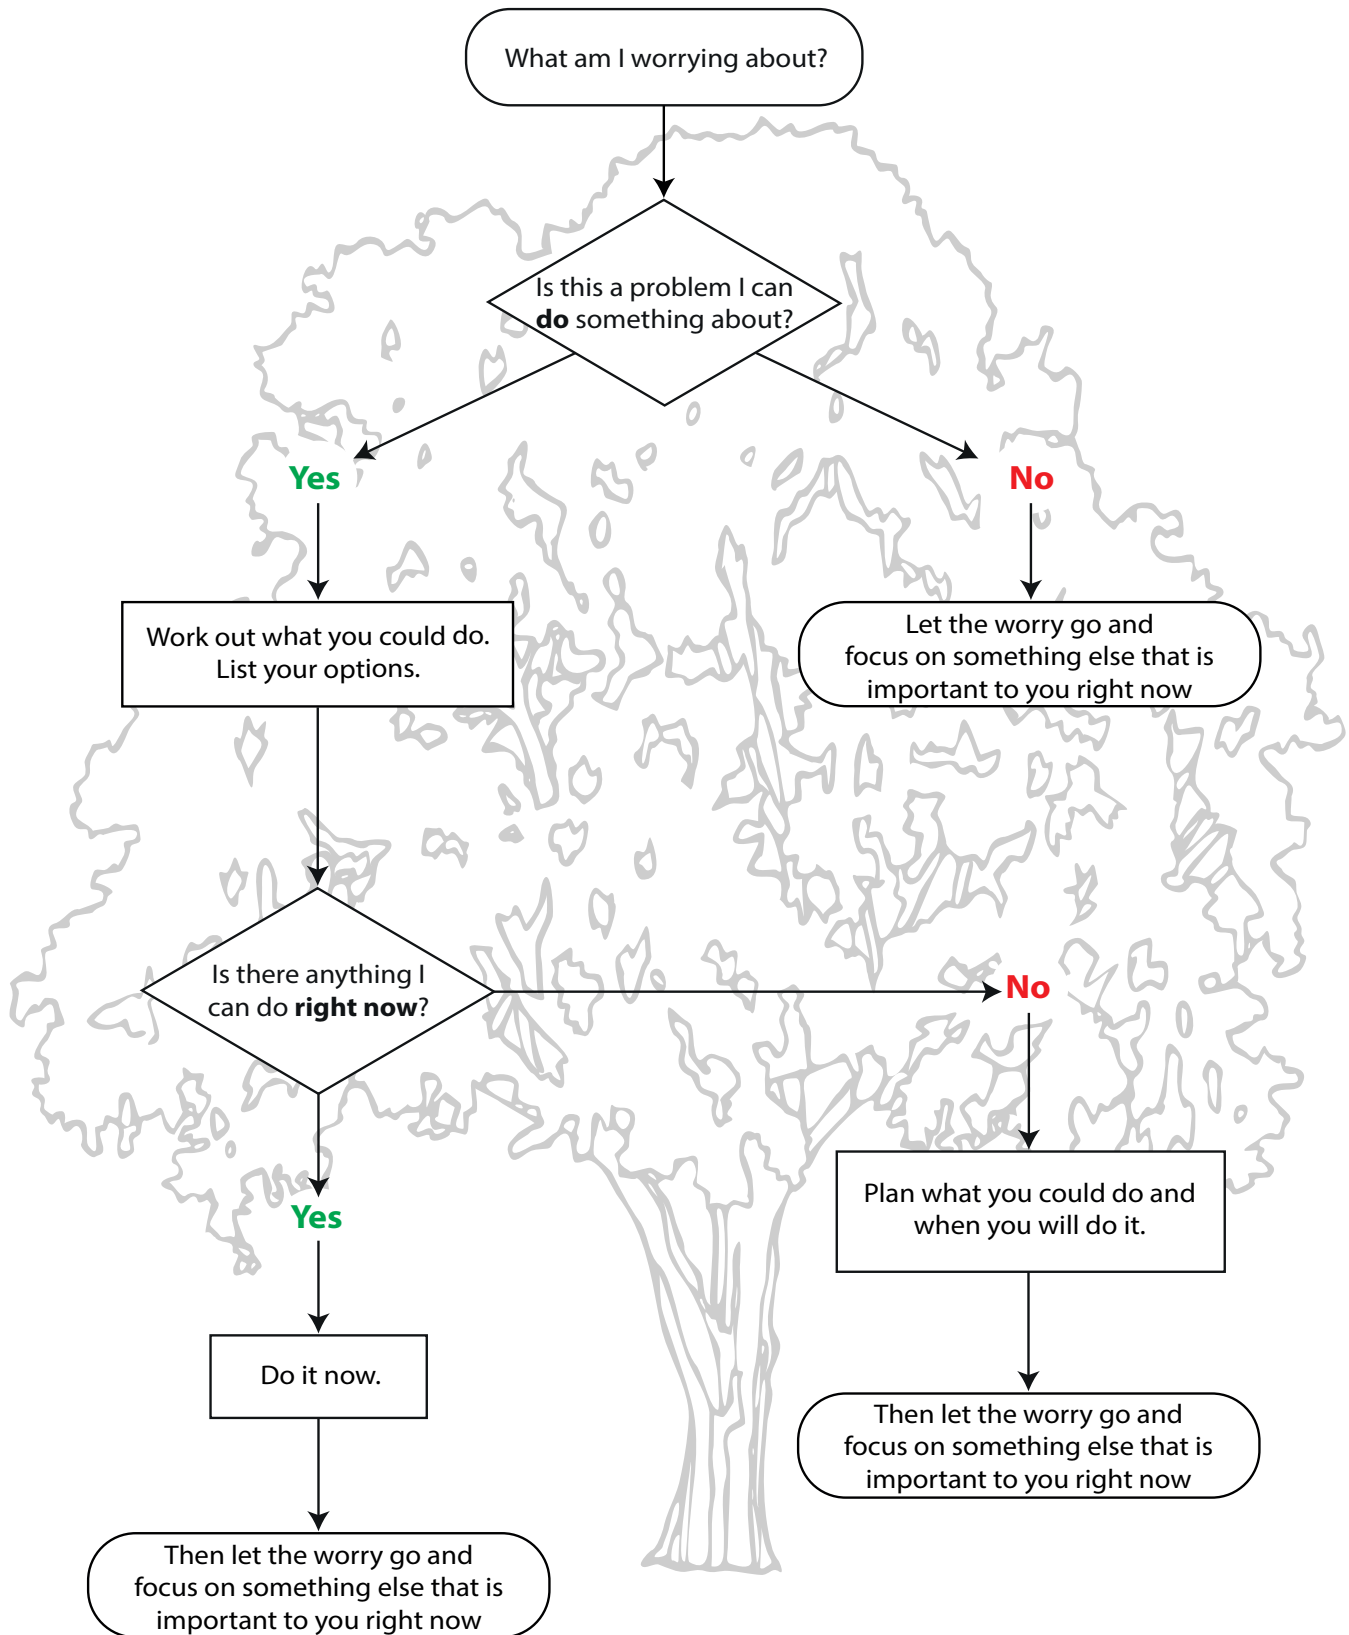 What am I worrying about?
Is this a problem I can
do something about?
Yes
No
Work out what you could do.
List your options.
Let the worry go and
focus on something else that is
important to you right now
Is there anything I
can do right now?
No
Yes
Plan what you could do and
when you will do it.
Do it now.
Then let the worry go and
focus on something else that is
important to you right now
Then let the worry go and
focus on something else that is
important to you right now